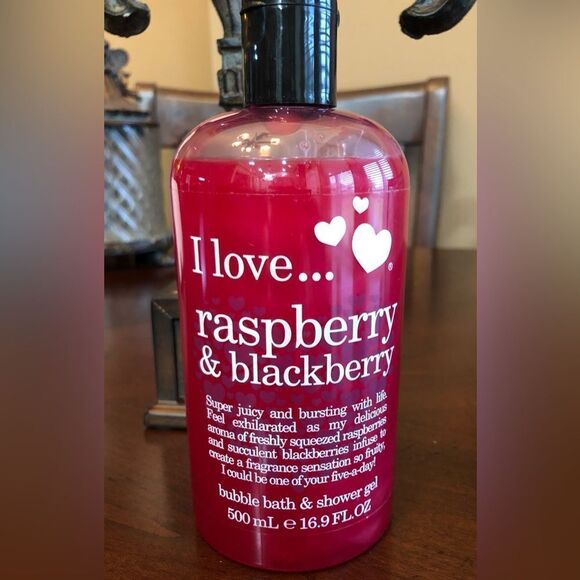 I love...
®
raspberry
& blackberry
Super juicy and bursting with life.
Feel exhilarated as my delicious
aroma of freshly squeezed raspberries
and succulent blackberries infuse to
create a fragrance sensation so fruity,
I could be one of your five-a-day!
bubble bath & shower gel
500 mL e 16.9 FL.OZ